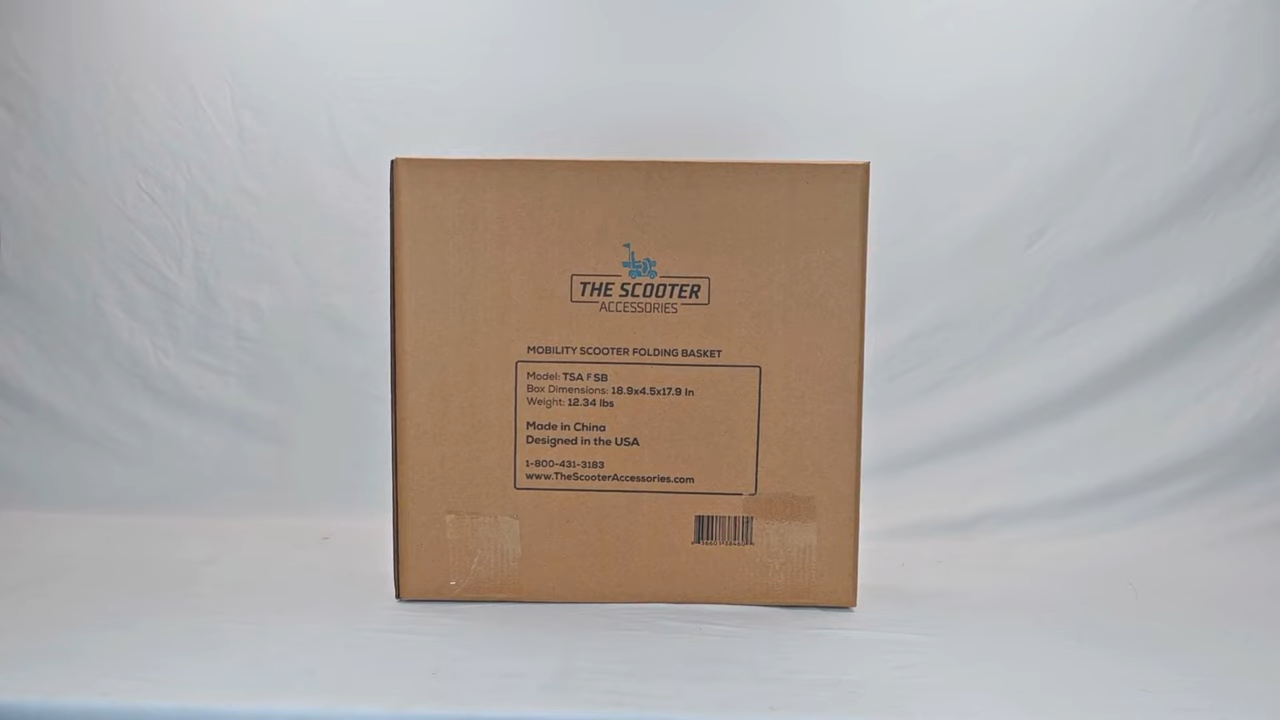 THE SCOOTER
ACCESSORIES
MOBILITY SCOOTER FOLDING BASKET
Model: TSA F SB
Box Dimensions: 18.9x4.5x17.9 In
Weight: 12.34 lbs
Made in China
Designed in the USA
1-800-431-3183
www.TheScooterAccessories.com